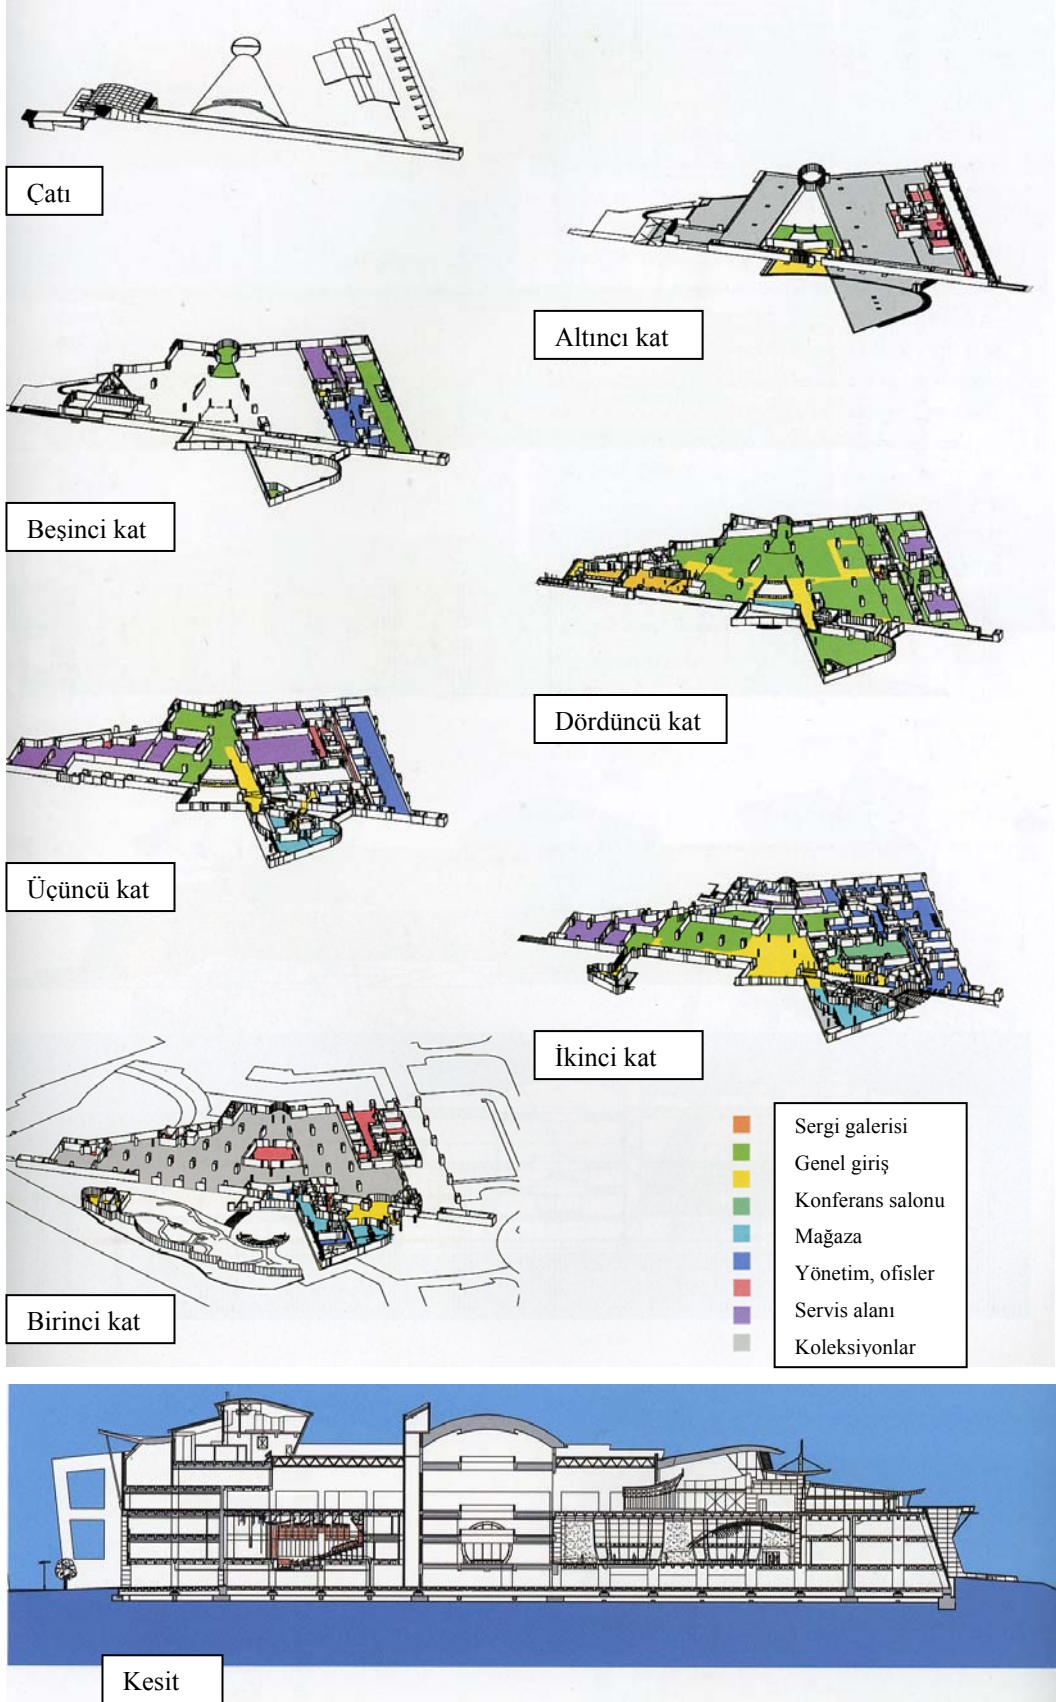 Çatı
Altıncı kat
Beşinci kat
Dördüncü kat
Üçüncü kat
İkinci kat
Birinci kat
Sergi galerisi
Genel giriş
Konferans salonu
Mağaza
Yönetim, ofisler
Servis alanı
Koleksiyonlar
Kesit